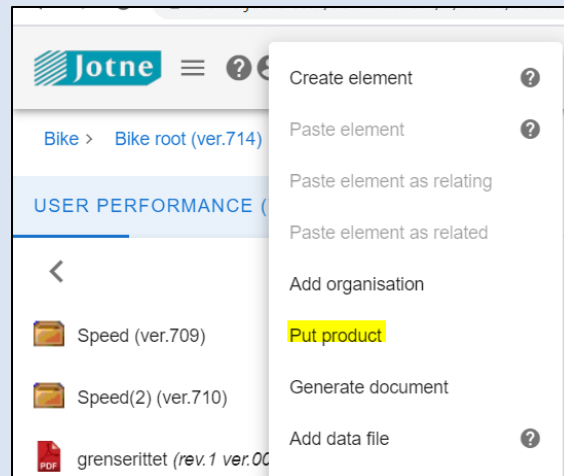 Jotne
Create element
Bike > Bike root (ver.714)
Paste element
Paste element as relating
USER PERFORMANCE (
Paste element as related
Add organisation
Speed (ver.709)
Put product
Generate document
Speed(2) (ver.710)
Add data file
PDF
grenserittet (rev.1 ver.00